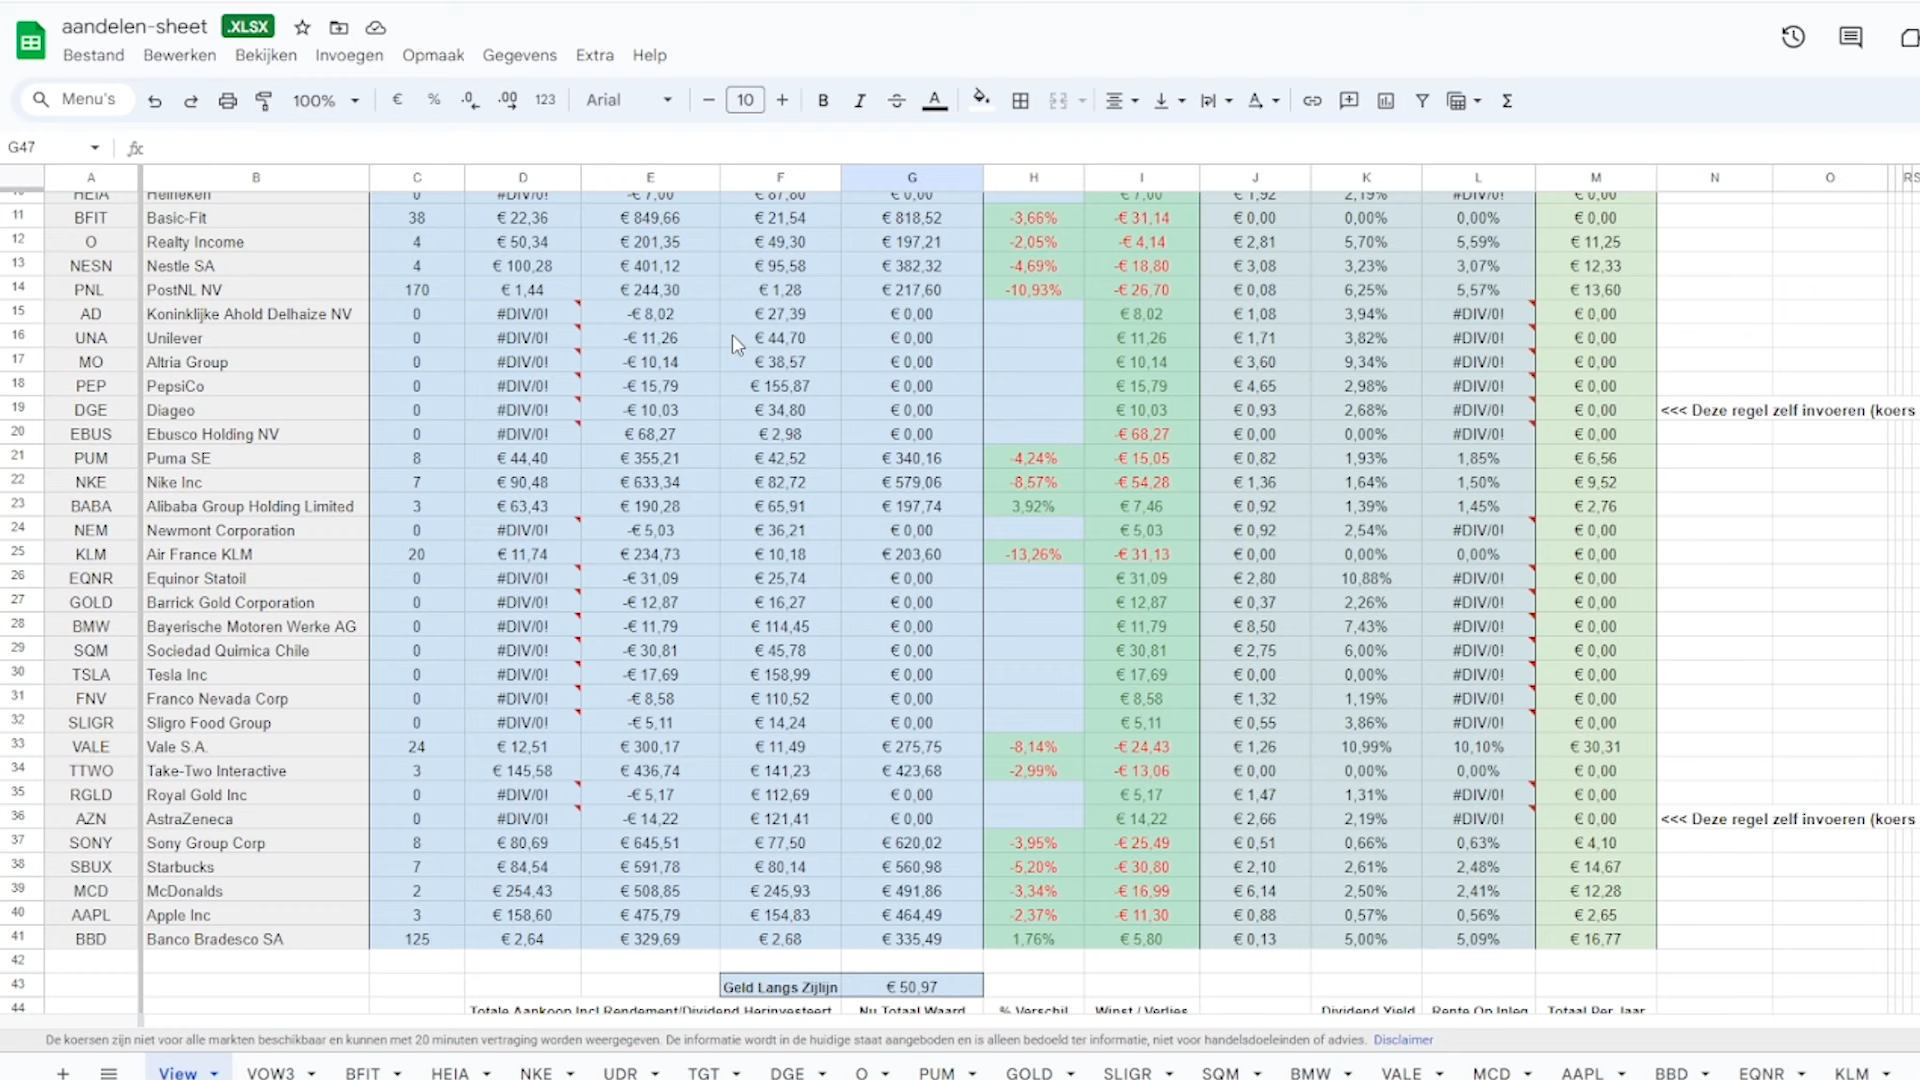 aandelen-sheet .XLSX
Bestand Bewerken Bekijken Invoegen Opmaak Gegevens Extra Help
Menu's 100% € % .0 .00 123 Arial 10 B I A Σ
G47 fx
A B C D E F G H I J K L M N O R S
HEIA Heineken 0 #DIV/0! -€ 7,00 € 87,80 € 0,00 € 7,00 € 1,92 2,19% #DIV/0! € 0,00
11 BFIT Basic-Fit 38 € 22,36 € 849,66 € 21,54 € 818,52 -3,66% -€ 31,14 € 0,00 0,00% 0,00% € 0,00
12 O Realty Income 4 € 50,34 € 201,35 € 49,30 € 197,21 -2,05% -€ 4,14 € 2,81 5,70% 5,59% € 11,25
13 NESN Nestle SA 4 € 100,28 € 401,12 € 95,58 € 382,32 -4,69% -€ 18,80 € 3,08 3,23% 3,07% € 12,33
14 PNL PostNL NV 170 € 1,44 € 244,30 € 1,28 € 217,60 -10,93% -€ 26,70 € 0,08 6,25% 5,57% € 13,60
15 AD Koninklijke Ahold Delhaize NV 0 #DIV/0! -€ 8,02 € 27,39 € 0,00 € 8,02 € 1,08 3,94% #DIV/0! € 0,00
16 UNA Unilever 0 #DIV/0! -€ 11,26 € 44,70 € 0,00 € 11,26 € 1,71 3,82% #DIV/0! € 0,00
17 MO Altria Group 0 #DIV/0! -€ 10,14 € 38,57 € 0,00 € 10,14 € 3,60 9,34% #DIV/0! € 0,00
18 PEP PepsiCo 0 #DIV/0! -€ 15,79 € 155,87 € 0,00 € 15,79 € 4,65 2,98% #DIV/0! € 0,00
19 DGE Diageo 0 #DIV/0! -€ 10,03 € 34,80 € 0,00 € 10,03 € 0,93 2,68% #DIV/0! € 0,00 <<< Deze regel zelf invoeren (koers
20 EBUS Ebusco Holding NV 0 #DIV/0! € 68,27 € 2,98 € 0,00 -€ 68,27 € 0,00 0,00% #DIV/0! € 0,00
21 PUM Puma SE 8 € 44,40 € 355,21 € 42,52 € 340,16 -4,24% -€ 15,05 € 0,82 1,93% 1,85% € 6,56
22 NKE Nike Inc 7 € 90,48 € 633,34 € 82,72 € 579,06 -8,57% -€ 54,28 € 1,36 1,64% 1,50% € 9,52
23 BABA Alibaba Group Holding Limited 3 € 63,43 € 190,28 € 65,91 € 197,74 3,92% € 7,46 € 0,92 1,39% 1,45% € 2,76
24 NEM Newmont Corporation 0 #DIV/0! -€ 5,03 € 36,21 € 0,00 € 5,03 € 0,92 2,54% #DIV/0! € 0,00
25 KLM Air France KLM 20 € 11,74 € 234,73 € 10,18 € 203,60 -13,26% -€ 31,13 € 0,00 0,00% 0,00% € 0,00
26 EQNR Equinor Statoil 0 #DIV/0! -€ 31,09 € 25,74 € 0,00 € 31,09 € 2,80 10,88% #DIV/0! € 0,00
27 GOLD Barrick Gold Corporation 0 #DIV/0! -€ 12,87 € 16,27 € 0,00 € 12,87 € 0,37 2,26% #DIV/0! € 0,00
28 BMW Bayerische Motoren Werke AG 0 #DIV/0! -€ 11,79 € 114,45 € 0,00 € 11,79 € 8,50 7,43% #DIV/0! € 0,00
29 SQM Sociedad Quimica Chile 0 #DIV/0! -€ 30,81 € 45,78 € 0,00 € 30,81 € 2,75 6,00% #DIV/0! € 0,00
30 TSLA Tesla Inc 0 #DIV/0! -€ 17,69 € 158,99 € 0,00 € 17,69 € 0,00 0,00% #DIV/0! € 0,00
31 FNV Franco Nevada Corp 0 #DIV/0! -€ 8,58 € 110,52 € 0,00 € 8,58 € 1,32 1,19% #DIV/0! € 0,00
32 SLIGR Sligro Food Group 0 #DIV/0! -€ 5,11 € 14,24 € 0,00 € 5,11 € 0,55 3,86% #DIV/0! € 0,00
33 VALE Vale S.A. 24 € 12,51 € 300,17 € 11,49 € 275,75 -8,14% -€ 24,43 € 1,26 10,99% 10,10% € 30,31
34 TTWO Take-Two Interactive 3 € 145,58 € 436,74 € 141,23 € 423,68 -2,99% -€ 13,06 € 0,00 0,00% 0,00% € 0,00
35 RGLD Royal Gold Inc 0 #DIV/0! -€ 5,17 € 112,69 € 0,00 € 5,17 € 1,47 1,31% #DIV/0! € 0,00
36 AZN AstraZeneca 0 #DIV/0! -€ 14,22 € 121,41 € 0,00 € 14,22 € 2,66 2,19% #DIV/0! € 0,00 <<< Deze regel zelf invoeren (koers
37 SONY Sony Group Corp 8 € 80,69 € 645,51 € 77,50 € 620,02 -3,95% -€ 25,49 € 0,51 0,66% 0,63% € 4,10
38 SBUX Starbucks 7 € 84,54 € 591,78 € 80,14 € 560,98 -5,20% -€ 30,80 € 2,10 2,61% 2,48% € 14,67
39 MCD McDonalds 2 € 254,43 € 508,85 € 245,93 € 491,86 -3,34% -€ 16,99 € 6,14 2,50% 2,41% € 12,28
40 AAPL Apple Inc 3 € 158,60 € 475,79 € 154,83 € 464,49 -2,37% -€ 11,30 € 0,88 0,57% 0,56% € 2,65
41 BBD Banco Bradesco SA 125 € 2,64 € 329,69 € 2,68 € 335,49 1,76% € 5,80 € 0,13 5,00% 5,09% € 16,77
42
43 Geld Langs Zijlijn € 50,97
44 Totale Aankoop Incl Rendement/Dividend Herinvesteert Nu Totaal Waard % Verschil Winst / Verlies Dividend Yield Rente Op Inleg Totaal Per Jaar
De koersen zijn niet voor alle markten beschikbaar en kunnen met 20 minuten vertraging worden weergegeven. De informatie wordt in de huidige staat aangeboden en is alleen bedoeld ter informatie, niet voor handelsdoeleinden of advies. Disclaimer
+ View VOW3 BFIT HEIA NKE UDR TGT DGE O PUM GOLD SLIGR SQM BMW VALE MCD AAPL BBD EQNR KLM